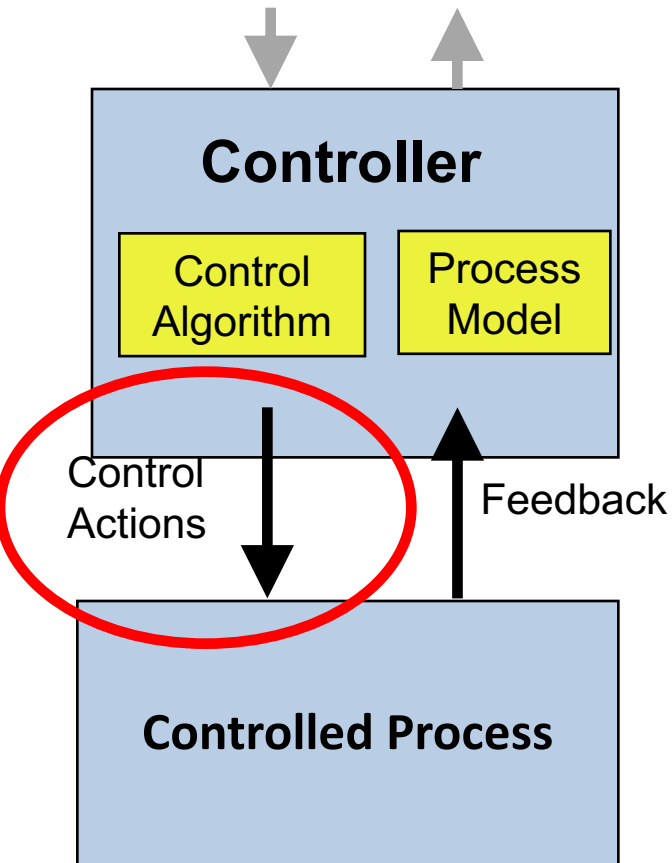 Controller
Control
Algorithm
Process
Model
Control
Actions
Feedback
Controlled Process